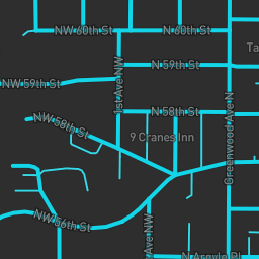 NW 60th St
N 60th St
Ta
N 59th St
NW 59th St
1st Ave NW
N 58th St
NW 58th St
9 Cranes Inn
Greenwood Ave N
NW 56th St
Ave NW
N Argyle Pl